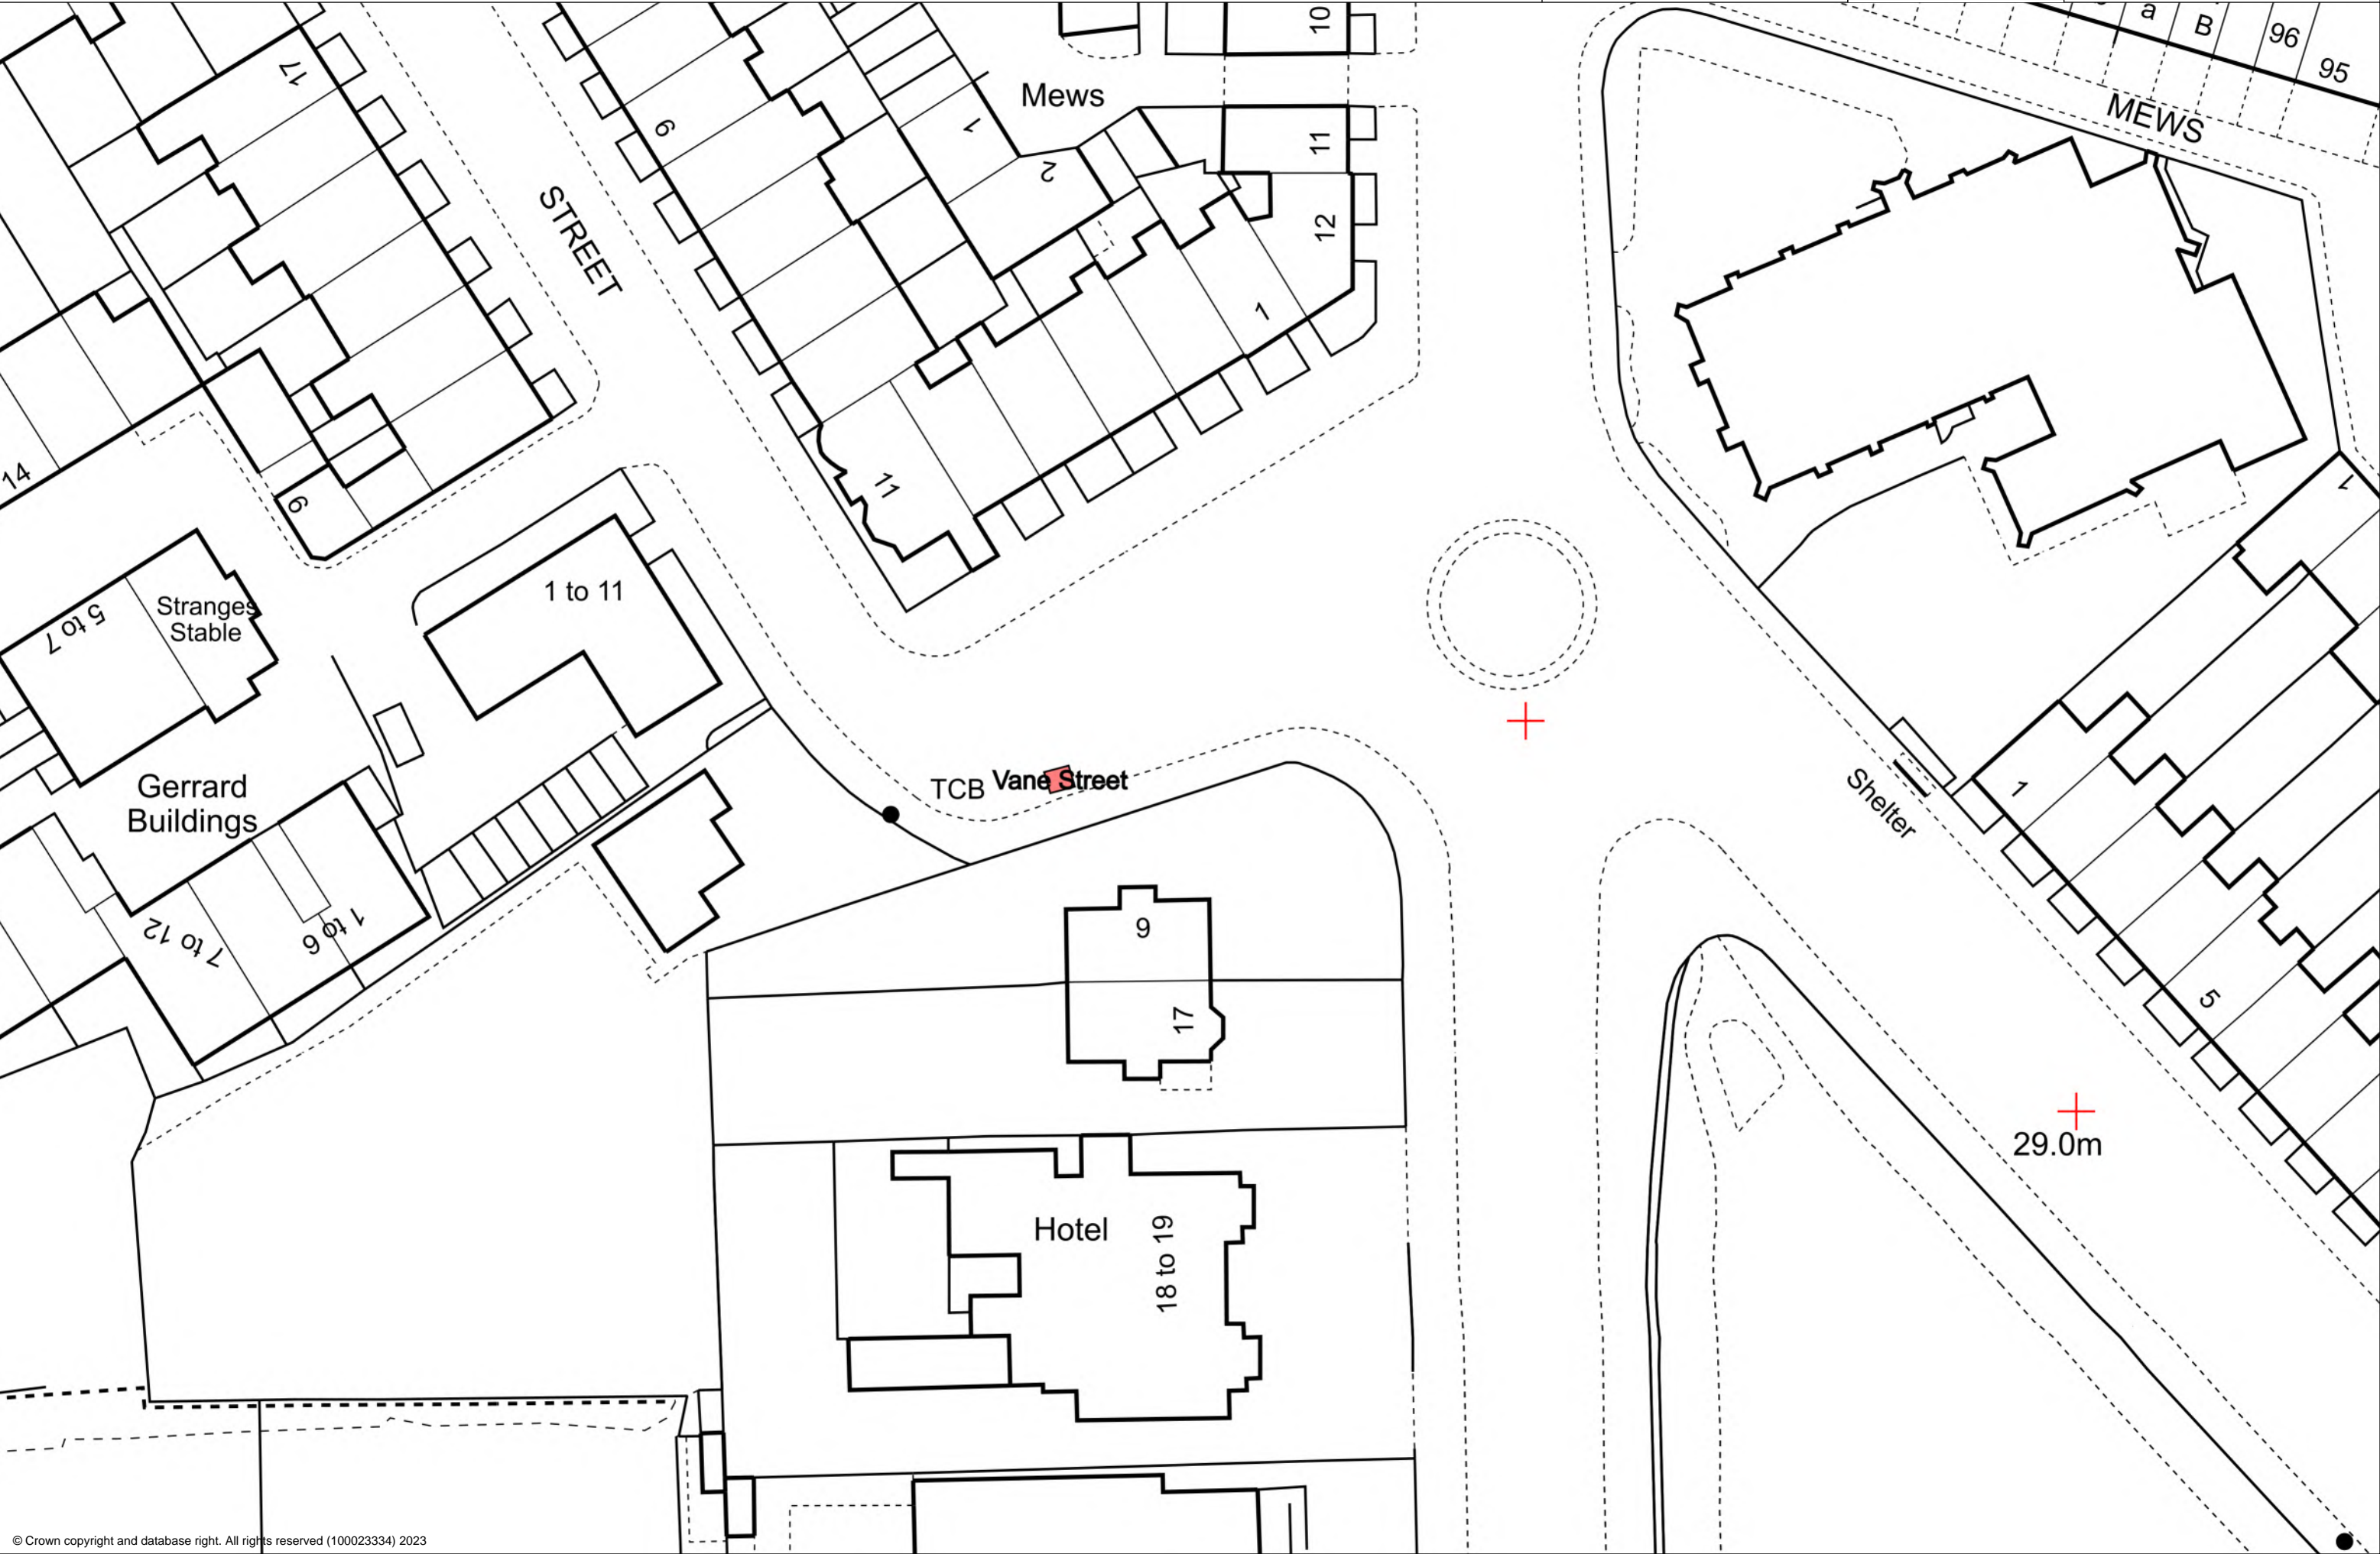 10
a
B
96
95
17
Mews
MEWS
9
1
2
11
12
STREET
1
14
9
11
1
1 to 11
5 to 7
Stranges
Stable
Gerrard
Buildings
TCB
Vane Street
1
Shelter
7 to 12
1 to 6
9
5
17
29.0m
Hotel
18 to 19
© Crown copyright and database right. All rights reserved (100023334) 2023